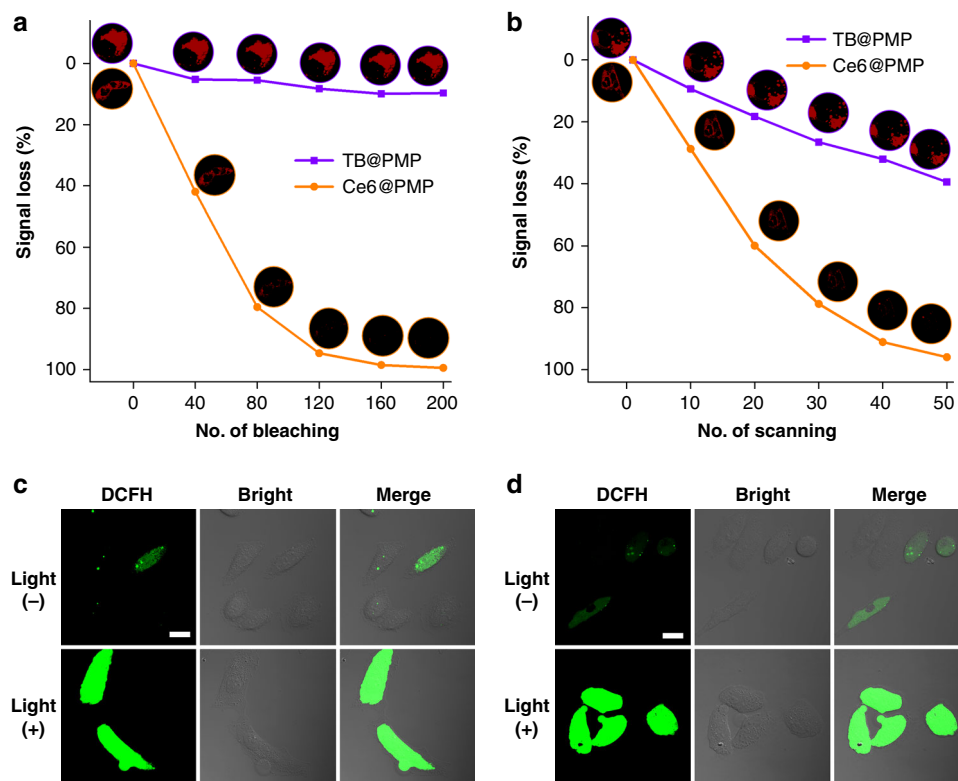 a
0
20
40
60
80
100
Signal loss (%)
TB@PMP
Ce6@PMP
0 40 80 120 160 200
No. of bleaching
b
0
20
40
60
80
100
Signal loss (%)
TB@PMP
Ce6@PMP
0 10 20 30 40 50
No. of scanning
c
DCFH Bright Merge
Light
(–)
Light
(+)
d
DCFH Bright Merge
Light
(–)
Light
(+)